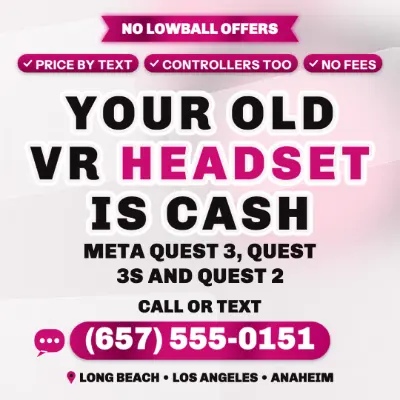 NO LOWBALL OFFERS
✓ PRICE BY TEXT ✓ CONTROLLERS TOO ✓ NO FEES
YOUR OLD
VR HEADSET
IS CASH
META QUEST 3, QUEST
3S AND QUEST 2
CALL OR TEXT
(657) 555-0151
LONG BEACH • LOS ANGELES • ANAHEIM